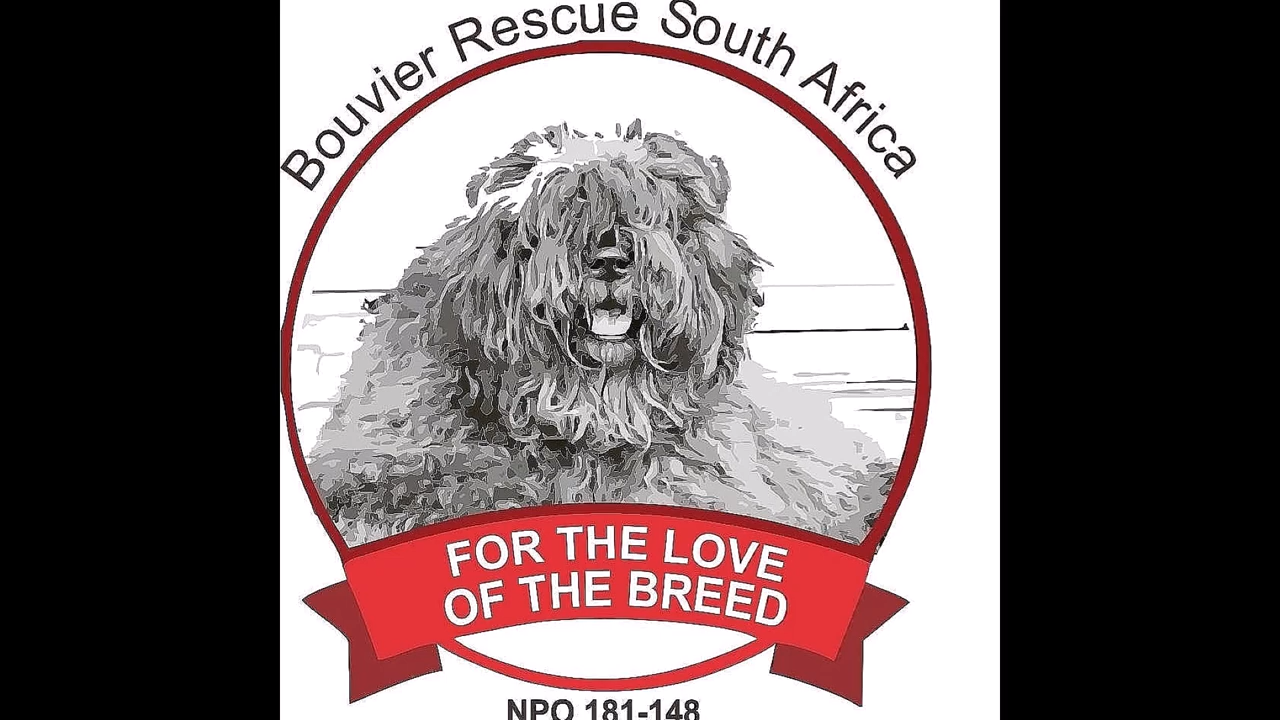 Bouvier Rescue South Africa
FOR THE LOVE
OF THE BREED
NPO 181-148